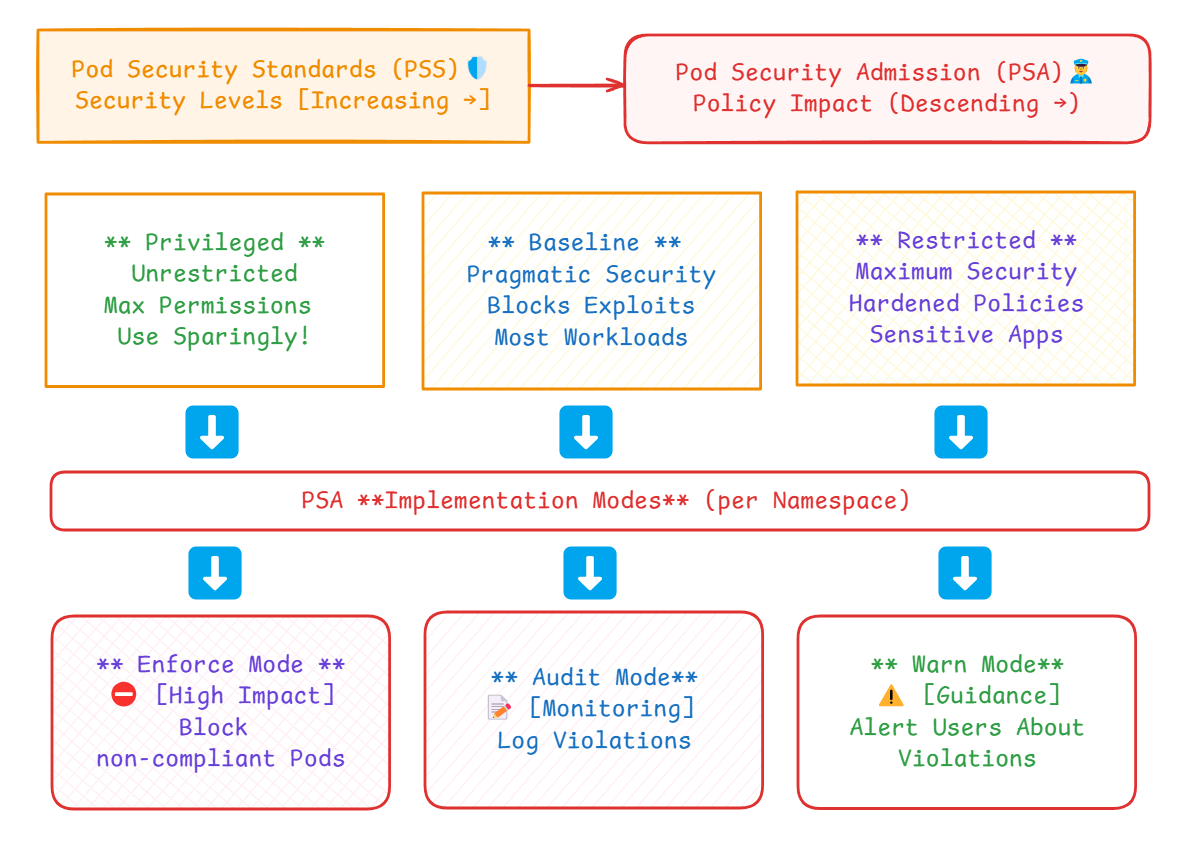 Pod Security Standards (PSS)🛡️
Security Levels [Increasing →]
Pod Security Admission (PSA)👮
Policy Impact (Descending →)
** Privileged **
Unrestricted
Max Permissions
Use Sparingly!
** Baseline **
Pragmatic Security
Blocks Exploits
Most Workloads
** Restricted **
Maximum Security
Hardened Policies
Sensitive Apps
PSA **Implementation Modes** (per Namespace)
** Enforce Mode **
⛔ [High Impact]
Block
non-compliant Pods
** Audit Mode**
📝 [Monitoring]
Log Violations
** Warn Mode**
⚠️ [Guidance]
Alert Users About
Violations